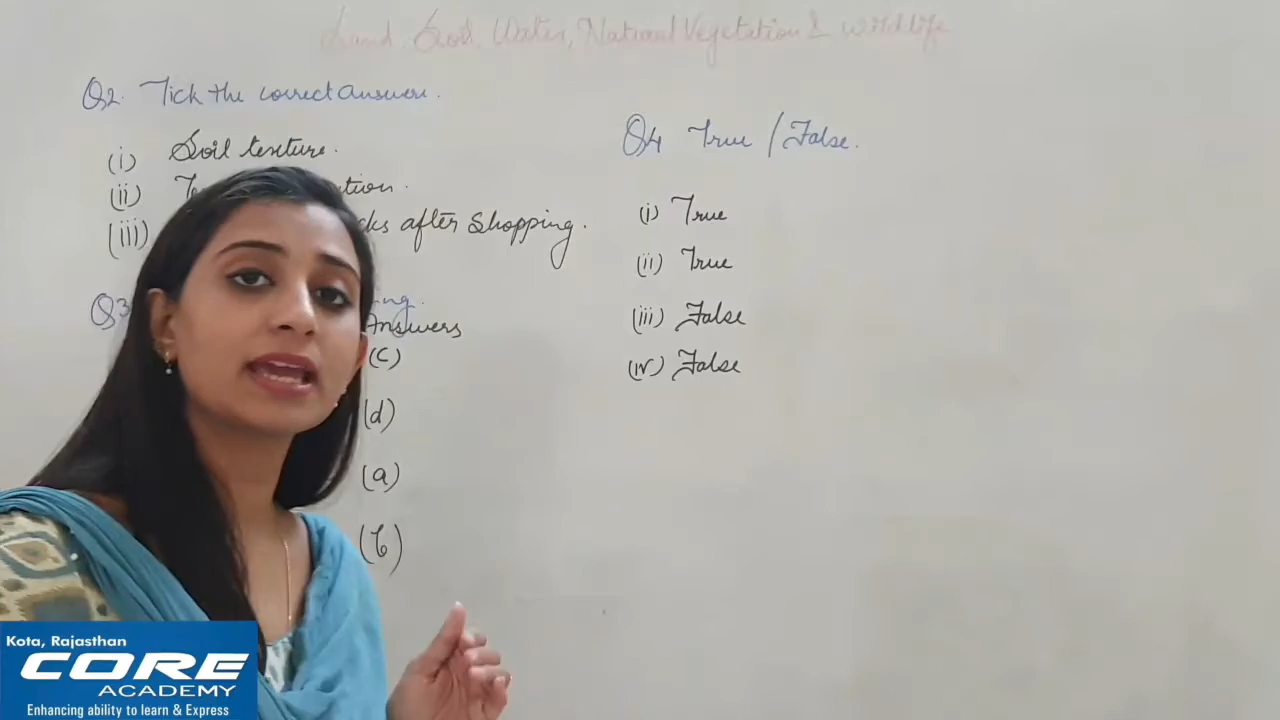 Land, Soil, Water, Natural Vegetation & Wildlife
Q2. Tick the correct answers.
(i) Soil texture.
(ii) tion.
(iii) cks after Shopping.
Q3 ing.
Answers
(c)
(d)
(a)
(b)
Q4 True / False.
(i) True
(ii) True
(iii) False
(iv) False
Kota, Rajasthan
CORE
ACADEMY
Enhancing ability to learn & Express